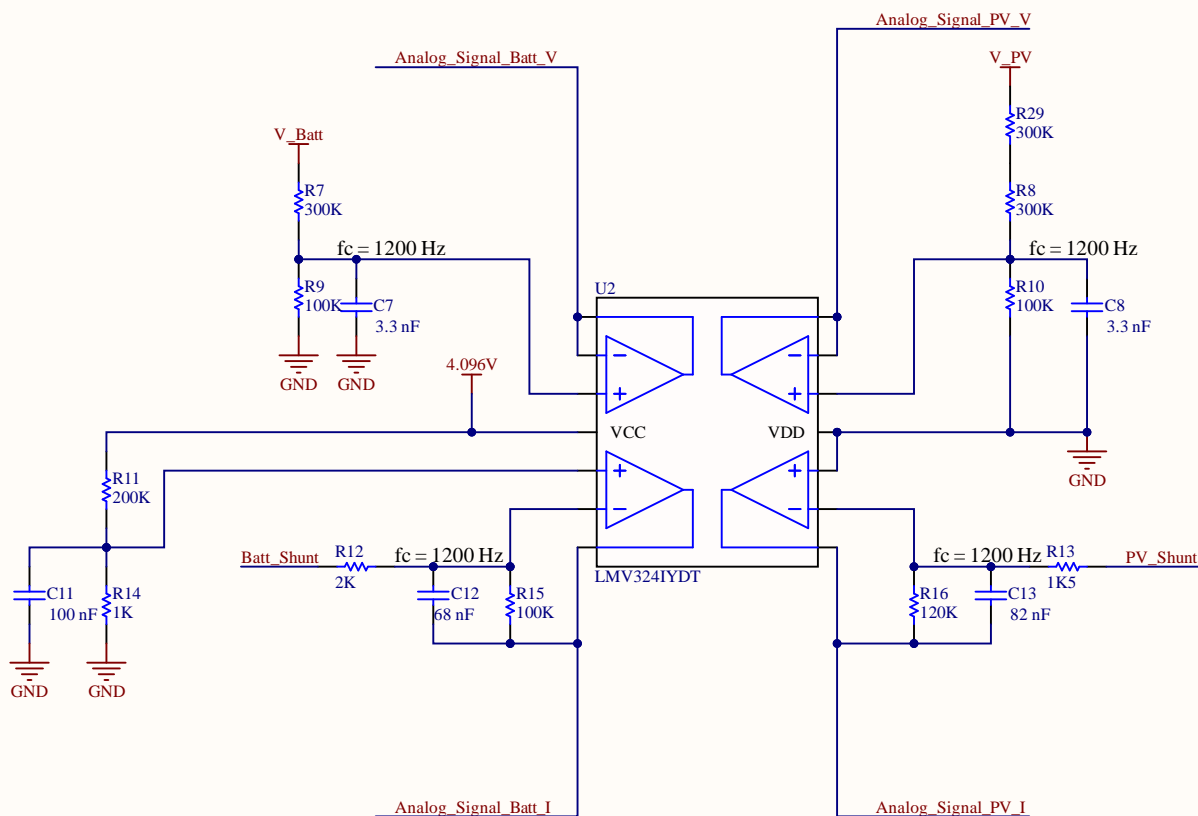 Analog_Signal_PV_V
Analog_Signal_Batt_V
V_PV
R29
300K
V_Batt
R7
300K
R8
300K
fc = 1200 Hz
fc = 1200 Hz
R9
100K
C7
3.3 nF
U2
R10
100K
C8
3.3 nF
GND
GND
4.096V
VCC
VDD
GND
R11
200K
Batt_Shunt
R12
2K
fc = 1200 Hz
fc = 1200 Hz
R13
1K5
PV_Shunt
LMV324IYDT
C11
100 nF
R14
1K
C12
68 nF
R15
100K
R16
120K
C13
82 nF
GND
GND
Analog_Signal_Batt_I
Analog_Signal_PV_I